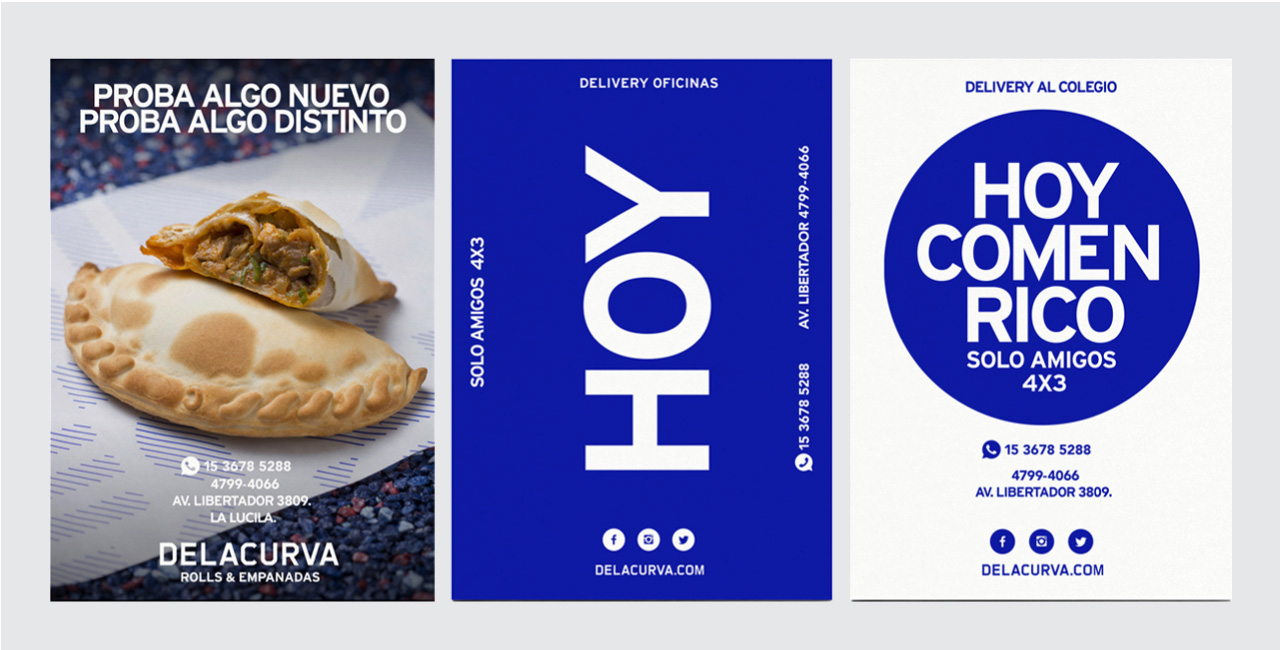 PROBA ALGO NUEVO
PROBA ALGO DISTINTO
15 3678 5288
4799-4066
AV. LIBERTADOR 3809.
LA LUCILA.
DELACURVA
ROLLS & EMPANADAS
DELIVERY OFICINAS
SOLO AMIGOS 4X3
HOY
AV. LIBERTADOR 4799-4066
15 3678 5288
DELACURVA.COM
DELIVERY AL COLEGIO
HOY
COMEN
RICO
SOLO AMIGOS
4X3
15 3678 5288
4799-4066
AV. LIBERTADOR 3809.
DELACURVA.COM